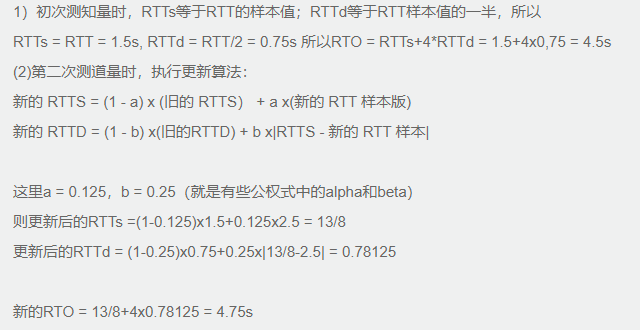 1）初次测知量时，RTTs等于RTT的样本值；RTTd等于RTT样本值的一半，所以
RTTs = RTT = 1.5s, RTTd = RTT/2 = 0.75s 所以RTO = RTTs+4*RTTd = 1.5+4x0,75 = 4.5s
(2)第二次测道量时，执行更新算法：
新的 RTTS = (1 - a) x (旧的 RTTS） + a x(新的 RTT 样本版)
新的 RTTD = (1 - b) x(旧的RTTD) + b x|RTTS - 新的 RTT 样本|
这里a = 0.125，b = 0.25（就是有些公权式中的alpha和beta）
则更新后的RTTs =(1-0.125)x1.5+0.125x2.5 = 13/8
更新后的RTTd = (1-0.25)x0.75+0.25x|13/8-2.5| = 0.78125
新的RTO = 13/8+4x0.78125 = 4.75s